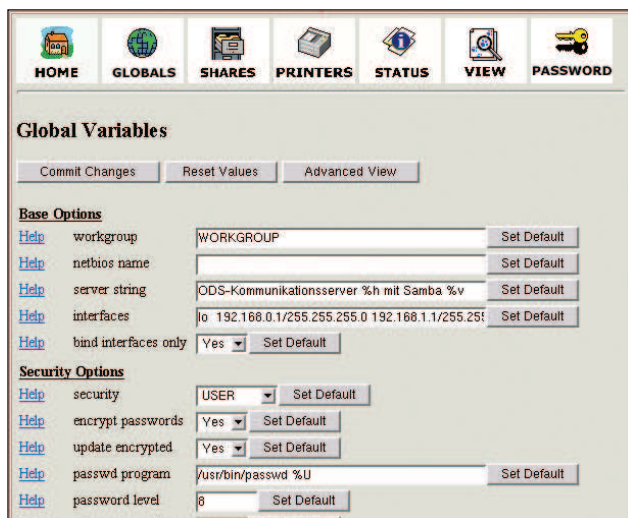 HOME GLOBALS SHARES PRINTERS STATUS VIEW PASSWORD
Global Variables
Commit Changes Reset Values Advanced View
Base Options
Help workgroup WORKGROUP Set Default
Help netbios name Set Default
Help server string ODS-Kommunikationsserver %h mit Samba %v Set Default
Help interfaces lo 192.168.0.1/255.255.255.0 192.168.1.1/255.25 Set Default
Help bind interfaces only Yes Set Default
Security Options
Help security USER Set Default
Help encrypt passwords Yes Set Default
Help update encrypted Yes Set Default
Help passwd program /usr/bin/passwd %U Set Default
Help password level 8 Set Default